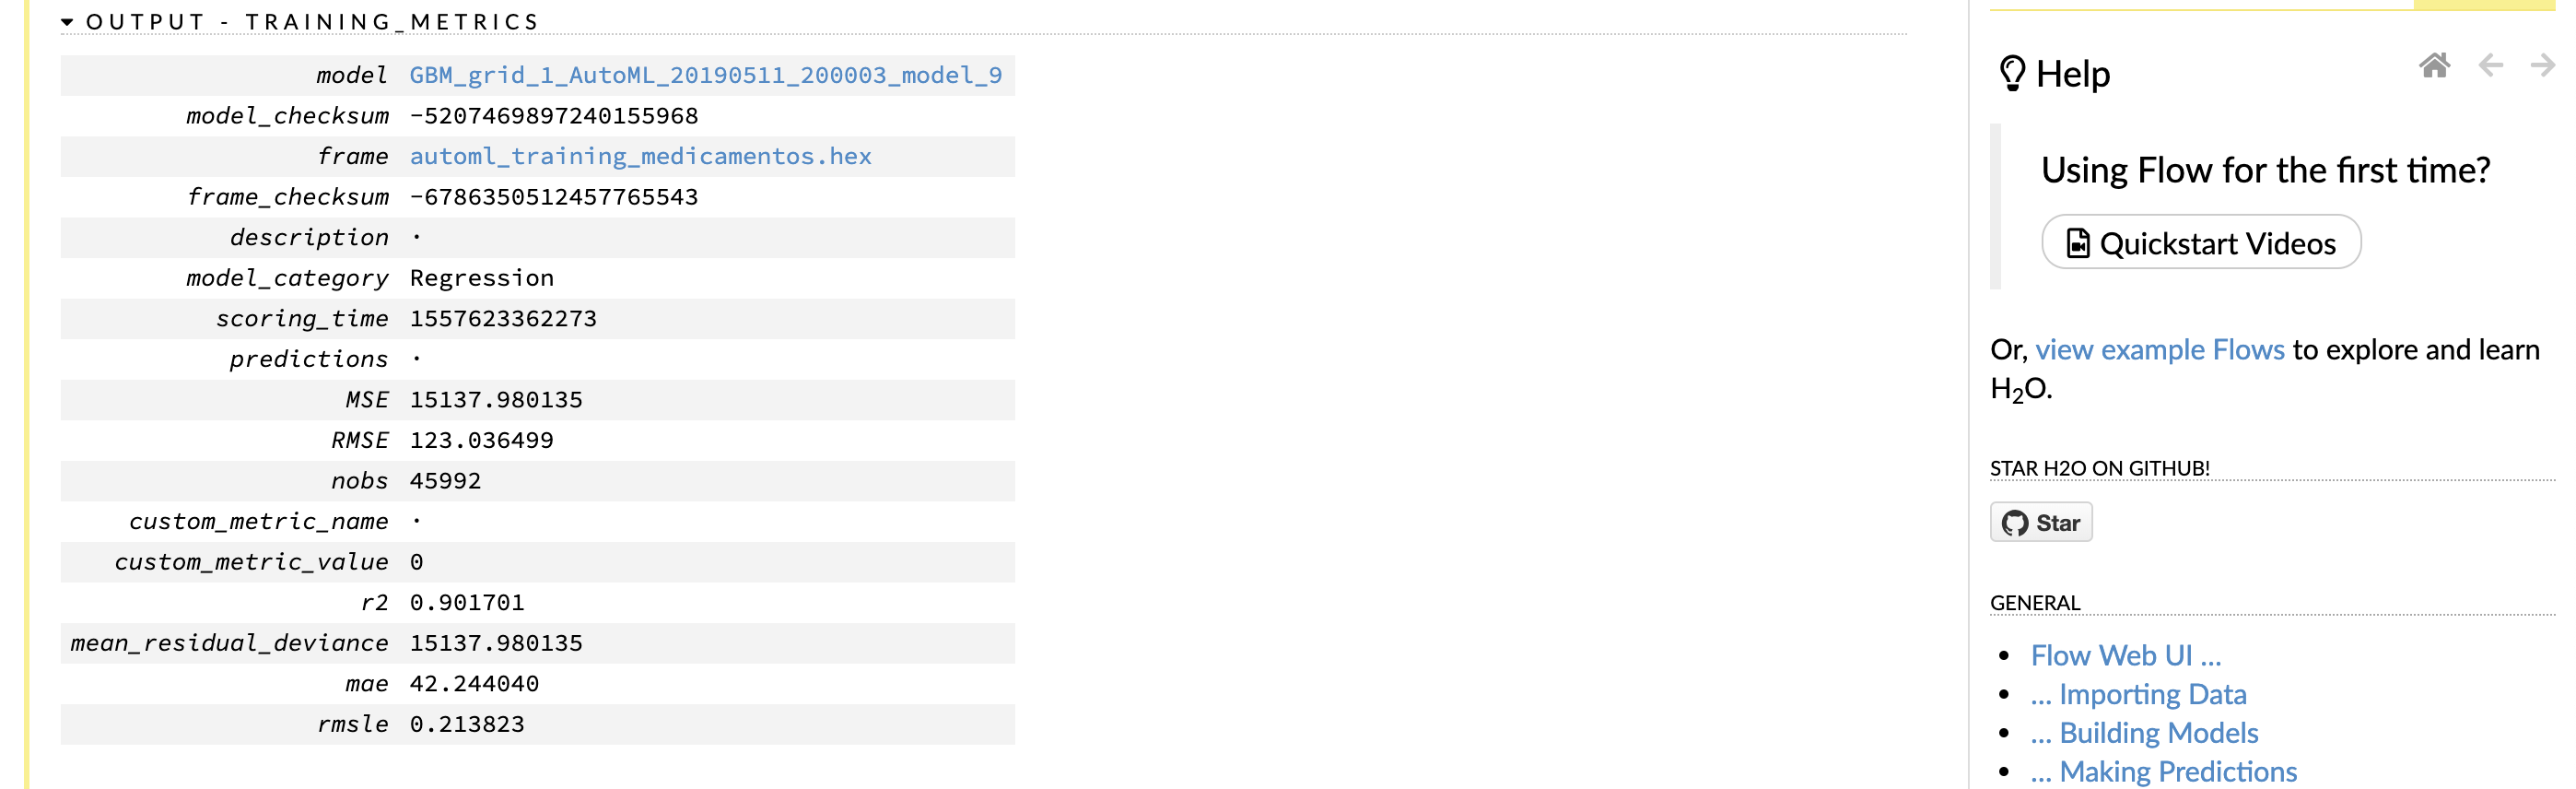 OUTPUT - TRAINING_METRICS
model GBM_grid_1_AutoML_20190511_200003_model_9
model_checksum -5207469897240155968
frame automl_training_medicamentos.hex
frame_checksum -6786350512457765543
description ·
model_category Regression
scoring_time 1557623362273
predictions ·
MSE 15137.980135
RMSE 123.036499
nobs 45992
custom_metric_name ·
custom_metric_value 0
r2 0.901701
mean_residual_deviance 15137.980135
mae 42.244040
rmsle 0.213823
Help
Using Flow for the first time?
Quickstart Videos
Or, view example Flows to explore and learn
H2O.
STAR H2O ON GITHUB!
Star
GENERAL
• Flow Web UI ...
• ... Importing Data
• ... Building Models
• ... Making Predictions